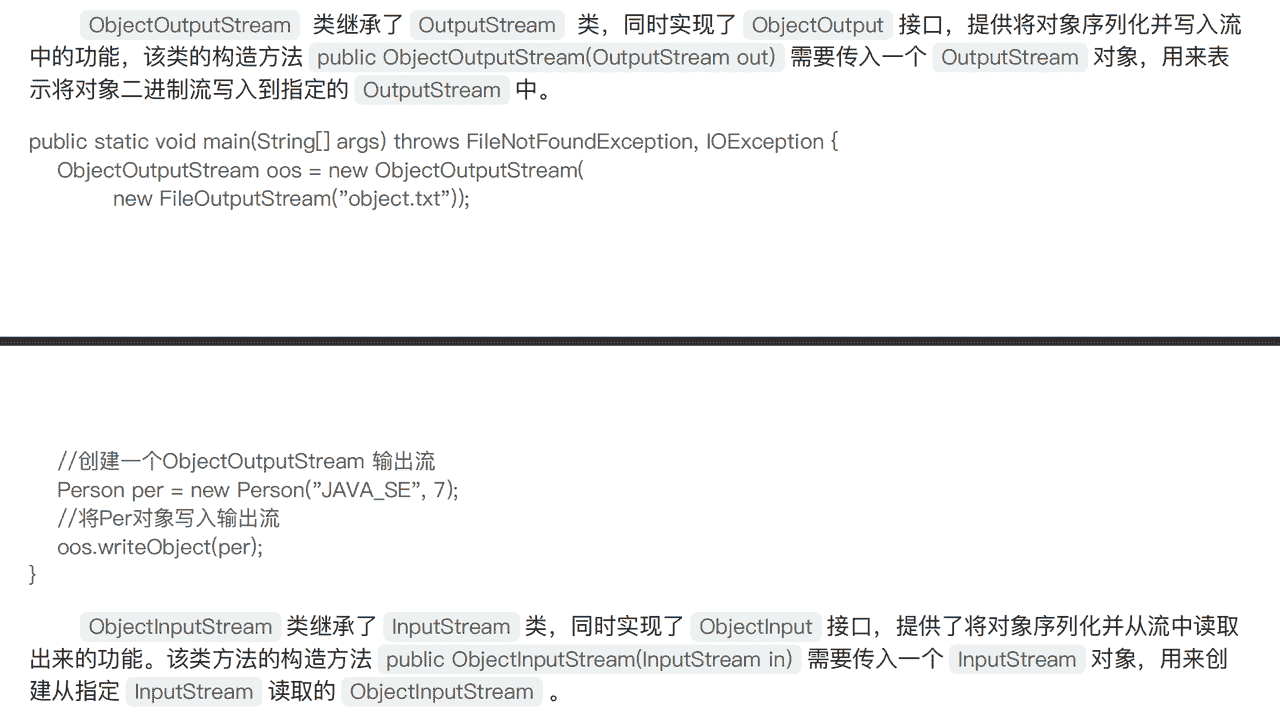 ObjectOutputStream 类继承了 OutputStream 类，同时实现了 ObjectOutput 接口，提供将对象序列化并写入流
中的功能，该类的构造方法 public ObjectOutputStream(OutputStream out) 需要传入一个 OutputStream 对象，用来表
示将对象二进制流写入到指定的 OutputStream 中。
public static void main(String[] args) throws FileNotFoundException, IOException {
ObjectOutputStream oos = new ObjectOutputStream(
new FileOutputStream(”object.txt”));
//创建一个ObjectOutputStream 输出流
Person per = new Person(”JAVA_SE”, 7);
//将Per对象写入输出流
oos.writeObject(per);
}
ObjectInputStream 类继承了 InputStream 类，同时实现了 ObjectInput 接口，提供了将对象序列化并从流中读取
出来的功能。该类方法的构造方法 public ObjectInputStream(InputStream in) 需要传入一个 InputStream 对象，用来创
建从指定 InputStream 读取的 ObjectInputStream 。